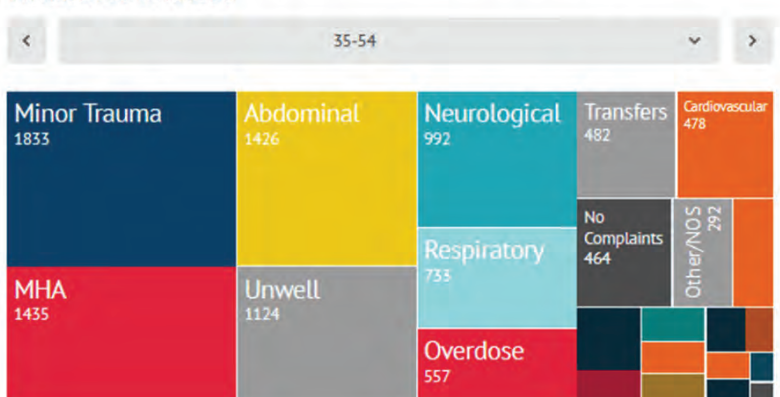 35-54
Minor Trauma
1833
Abdominal
1426
Neurological
992
Transfers
482
Cardiovascular
478
No
Complaints
464
Other/NOS
292
Respiratory
733
MHA
1435
Unwell
1124
Overdose
557